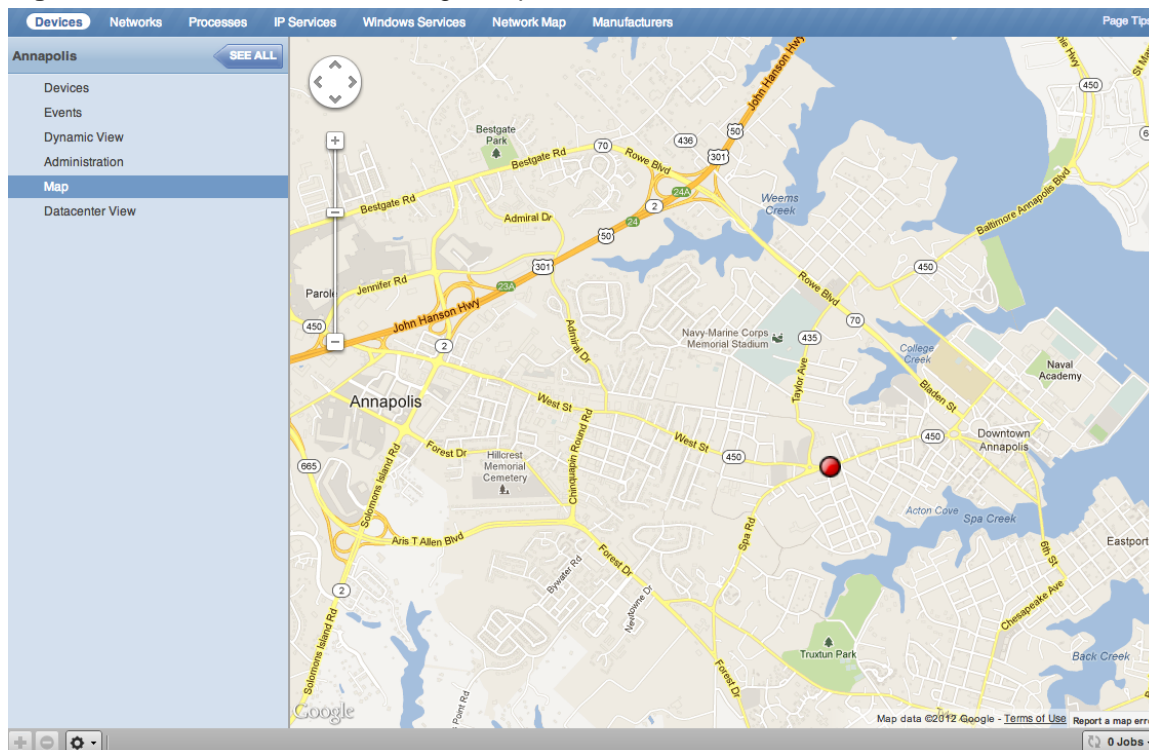 Devices Networks Processes IP Services Windows Services Network Map Manufacturers Page Tips
Annapolis SEE ALL
Devices
Events
Dynamic View
Administration
Map
Datacenter View
John Hanson Hwy
450
Bestgate Park
70
436
50
301
Bestgate Rd
Rowe Blvd
24A
2
Weems Creek
Baltimore Annapolis Blvd
Bestgate Rd
Admiral Dr
24
50
301
450
Parole
Jennifer Rd
23A
Rowe Blvd
John Hanson Hwy
450
2
Admiral Dr
Navy-Marine Corps Memorial Stadium
435
70
College Creek
Naval Academy
Taylor Ave
Bladen St
Annapolis
West St
West St
450
450
Downtown Annapolis
Forest Dr
Hillcrest Memorial Cemetery
Chinquapin Round Rd
665
Solomons Island Rd
Acton Cove
Spa Creek
Spa Rd
6th St
Eastport
Aris T Allen Blvd
Forest Dr
Bywater Rd
Newtowne Dr
2
Chesapeake Ave
Solomons Island Rd
Truxtun Park
Back Creek
Forest Dr
Point Rd
Google
Map data ©2012 Google - Terms of Use Report a map erro
0 Jobs